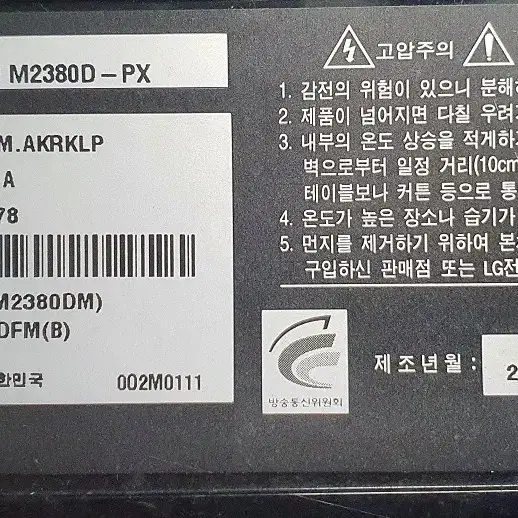 M2380D-PX
M.AKRKLP
A
78
M2380DM)
DFM(B)
한민국 002M0111
고압주의
1. 감전의 위험이 있으니 분해
2. 제품이 넘어지면 다칠 우려
3. 내부의 온도 상승을 적게하
벽으로부터 일정 거리(10cm
테이블보나 커튼 등으로 통
4. 온도가 높은 장소나 습기가
5. 먼지를 제거하기 위하여 본
구입하신 판매점 또는 LG전
방송통신위원회
제조년월 : 2